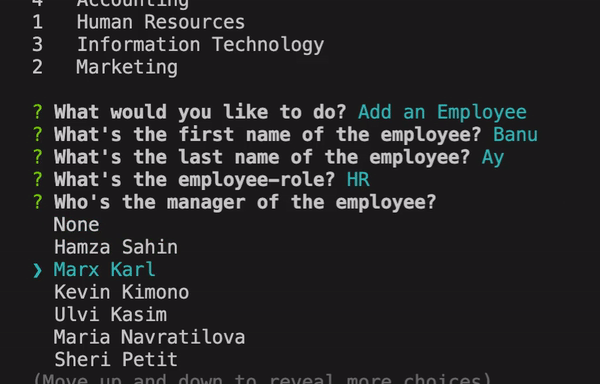 4   Accounting
1   Human Resources
3   Information Technology
2   Marketing
? What would you like to do? Add an Employee
? What's the first name of the employee? Banu
? What's the last name of the employee? Ay
? What's the employee-role? HR
? Who's the manager of the employee?
None
Hamza Sahin
❯ Marx Karl
Kevin Kimono
Ulvi Kasim
Maria Navratilova
Sheri Petit
(Move up and down to reveal more choices)